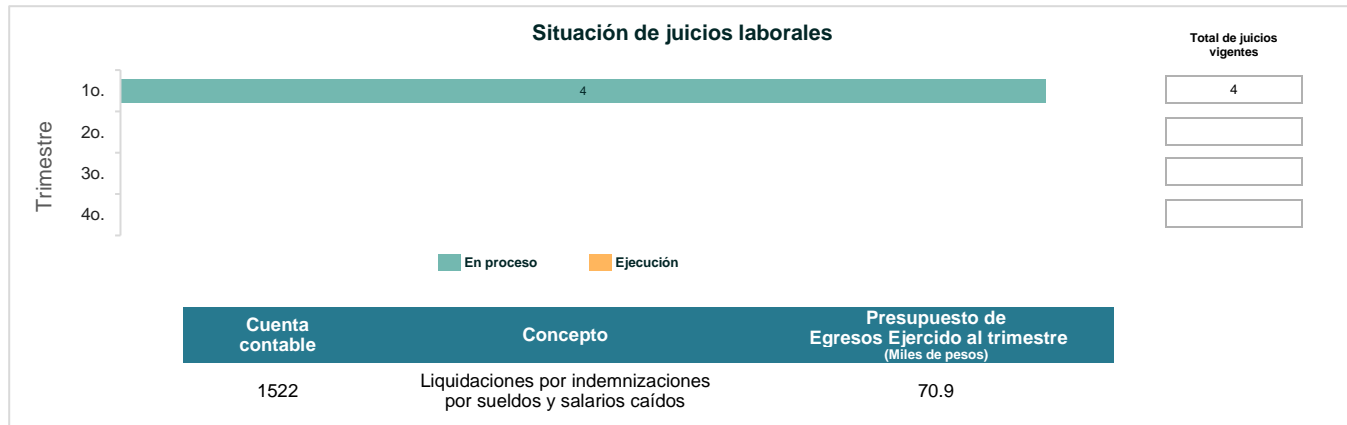 Situación de juicios laborales
Total de juicios
vigentes
Trimestre
1o.
4
4
2o.
3o.
4o.
En proceso
Ejecución
Cuenta
contable
Concepto
Presupuesto de
Egresos Ejercido al trimestre
(Miles de pesos)
1522
Liquidaciones por indemnizaciones
por sueldos y salarios caídos
70.9